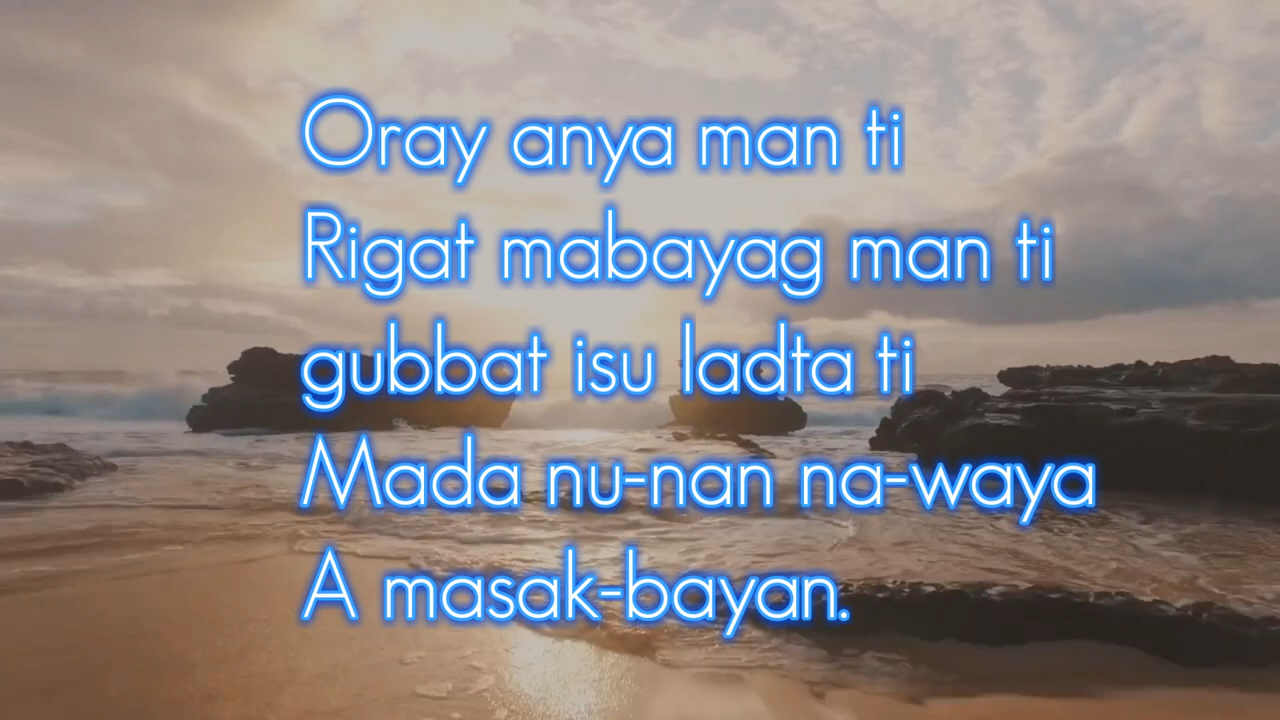 Oray anya man ti
Rigat mabayag man ti
gubbat isu ladta ti
Mada nu-nan na-waya
A masak-bayan.